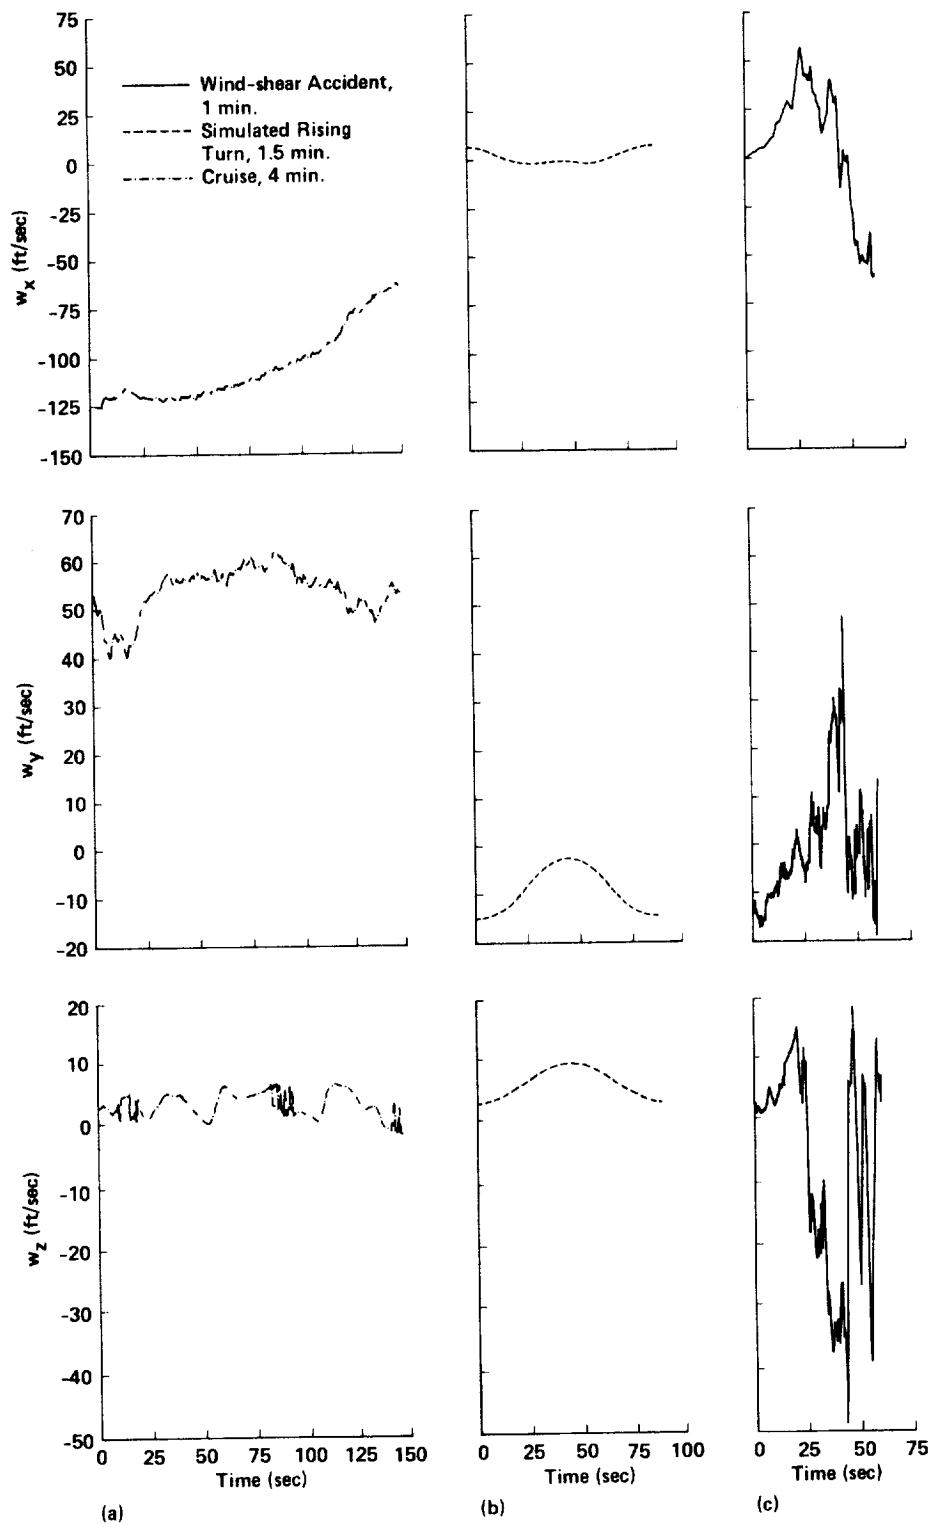 75
50
25
0
-25
-50
-75
-100
-125
-150
w_x (ft/sec)
Wind-shear Accident,
1 min.
Simulated Rising
Turn, 1.5 min.
Cruise, 4 min.
70
60
50
40
30
20
10
0
-10
-20
w_y (ft/sec)
20
10
0
-10
-20
-30
-40
-50
w_z (ft/sec)
0 25 50 75 100 125 150
Time (sec)
(a)
0 25 50 75 100
Time (sec)
(b)
0 25 50 75
Time (sec)
(c)